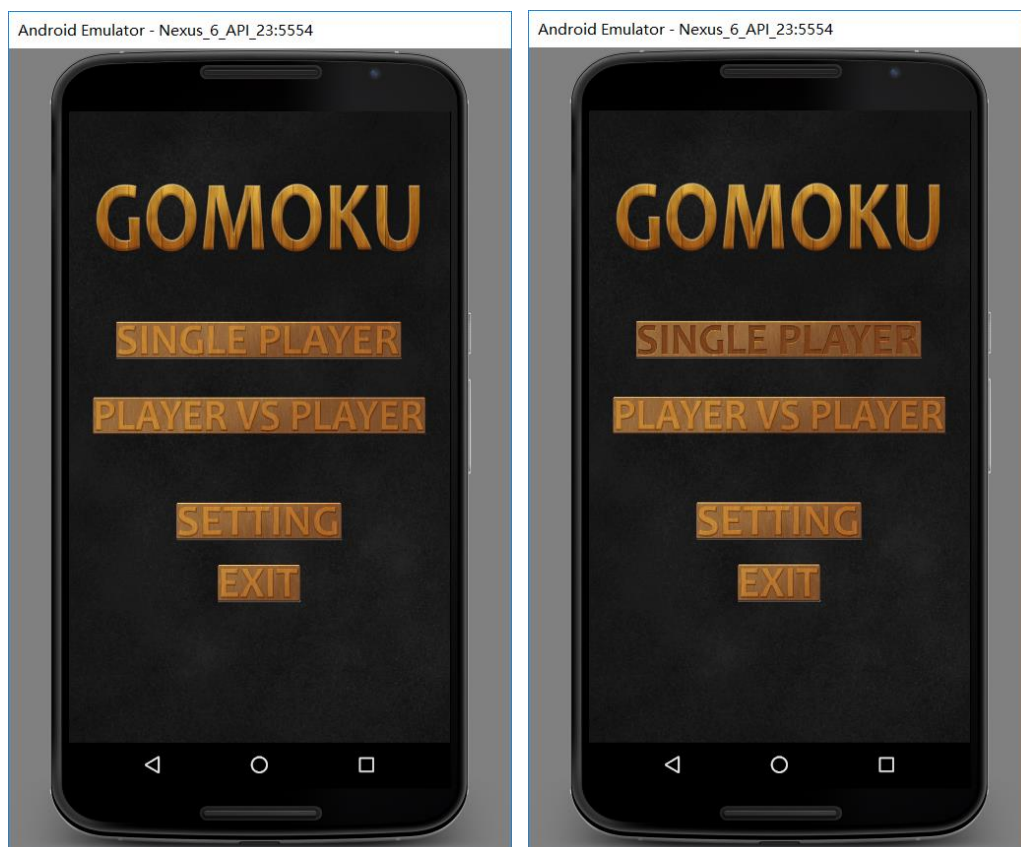 Android Emulator - Nexus_6_API_23:5554
GOMOKU
SINGLE PLAYER
PLAYER VS PLAYER
SETTING
EXIT
Android Emulator - Nexus_6_API_23:5554
GOMOKU
SINGLE PLAYER
PLAYER VS PLAYER
SETTING
EXIT